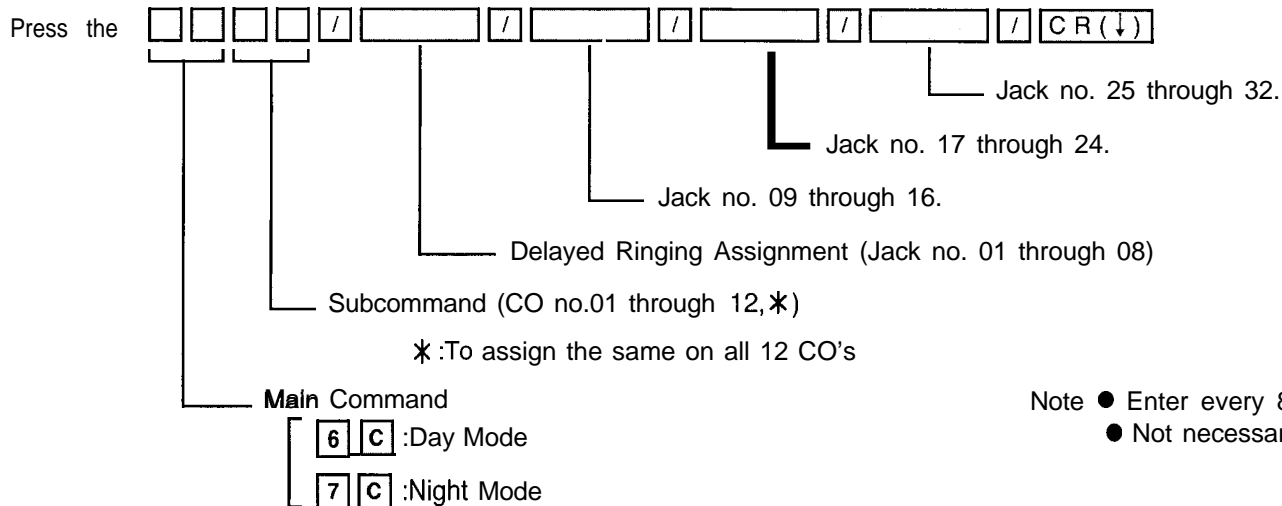 Press the / / / / / CR(↓)
Jack no. 25 through 32.
Jack no. 17 through 24.
Jack no. 09 through 16.
Delayed Ringing Assignment (Jack no. 01 through 08)
Subcommand (CO no.01 through 12,*)
* :To assign the same on all 12 CO's
Main Command
6 C :Day Mode
7 C :Night Mode
Note ● Enter every 8
● Not necessar